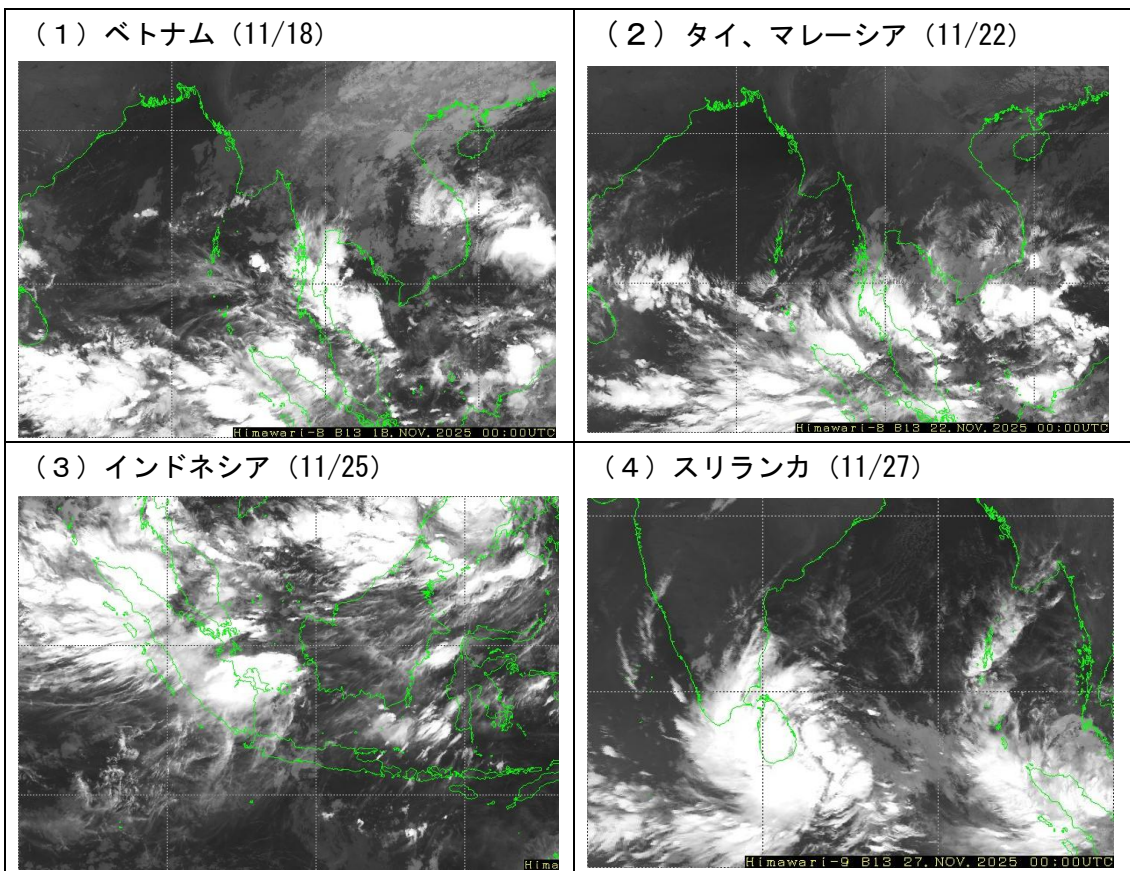 （１）ベトナム（11/18）
Himawari-8 B13 18.NOV.2025 00:00UTC
（２）タイ、マレーシア（11/22）
Himawari-8 B13 22.NOV.2025 00:00UTC
（３）インドネシア（11/25）
Hima
（４）スリランカ（11/27）
Himawari-9 B13 27.NOV.2025 00:00UTC